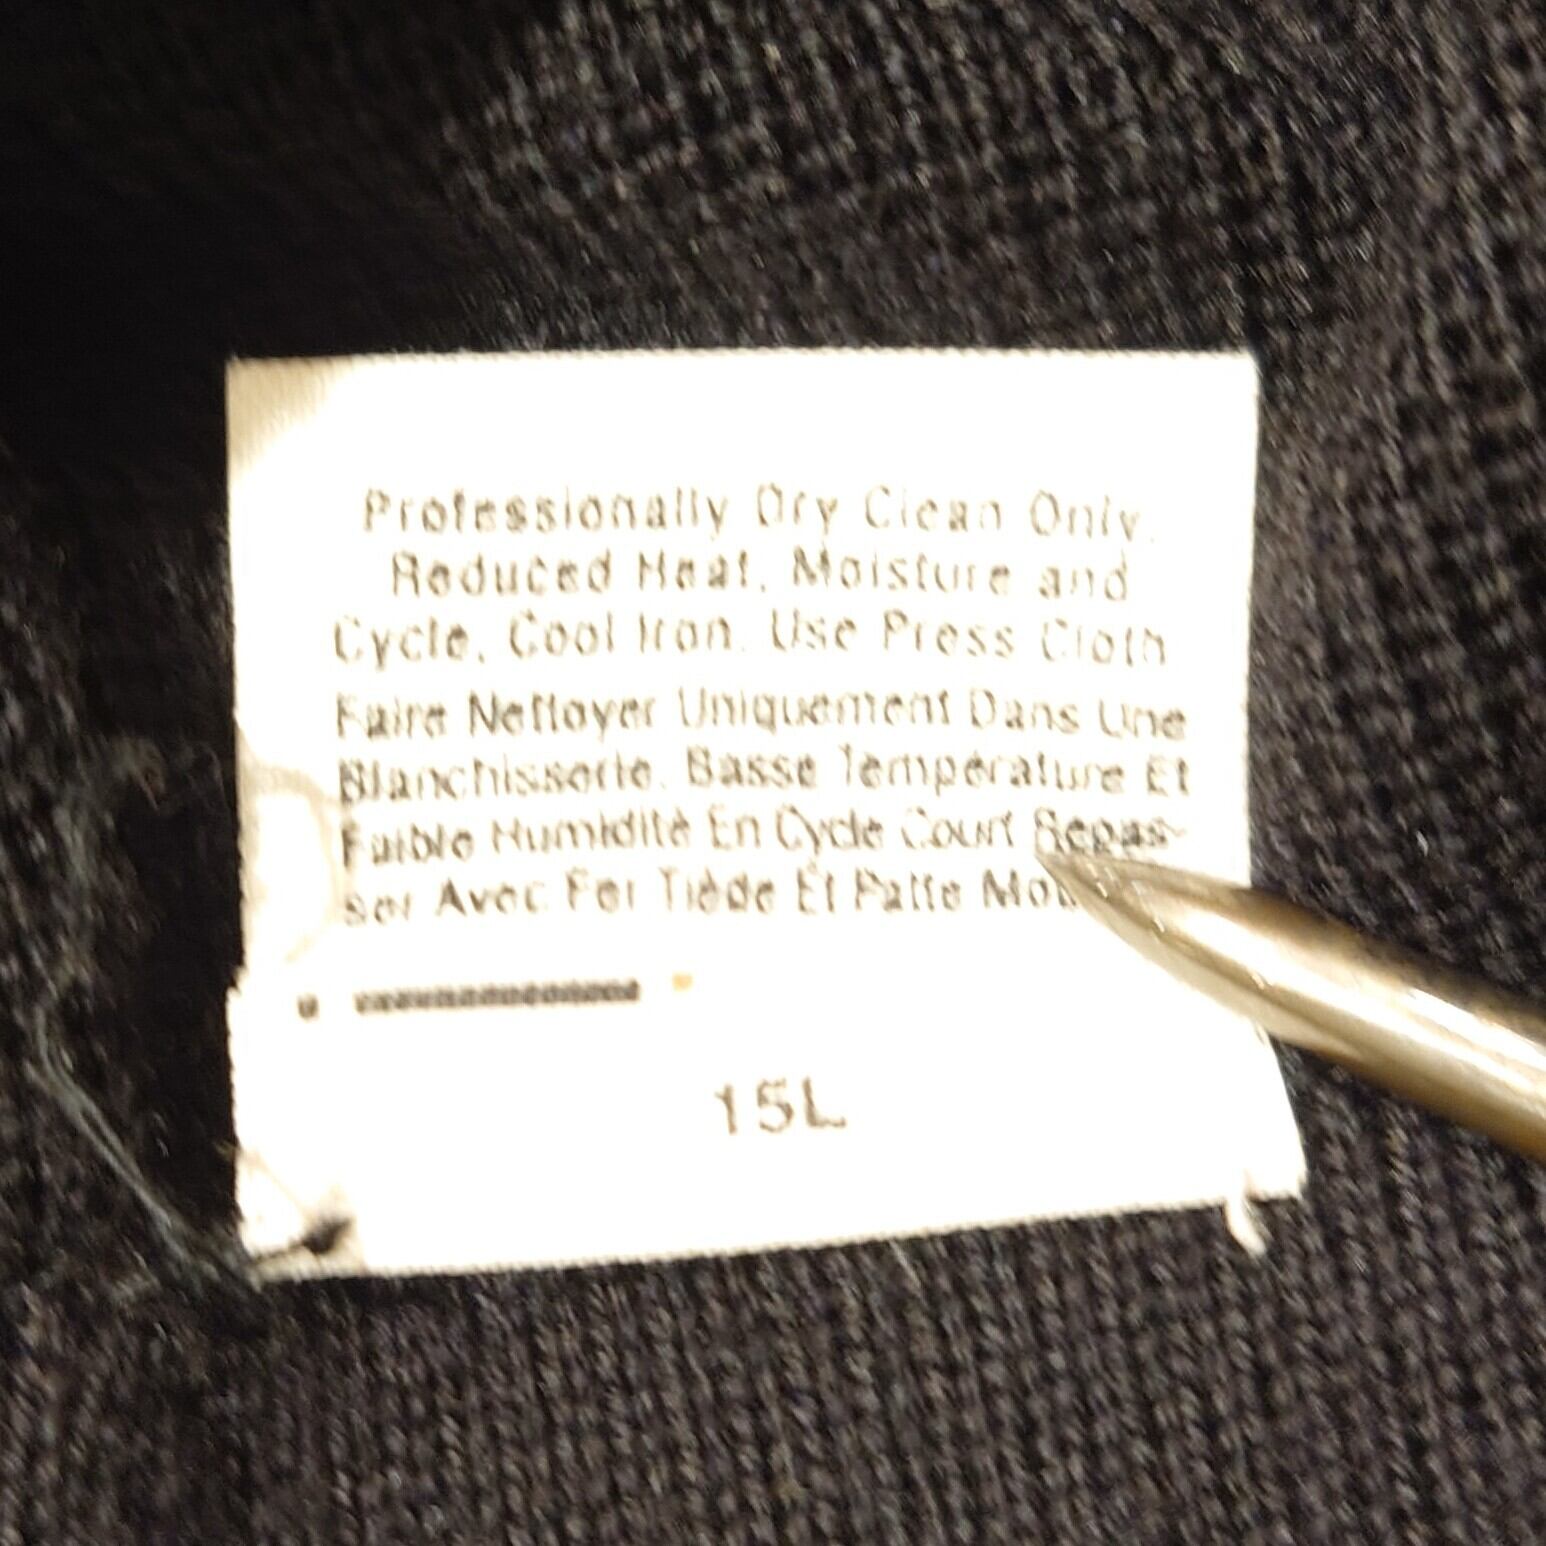 Professionally Dry Clean Only.
Reduced Heat, Moisture and
Cycle, Cool Iron. Use Press Cloth
Faire Nettoyer Uniquement Dans Une
Blanchisserie. Basse Température Et
Faible Humidité En Cycle Court Repas-
ser Avec Fer Tiède Et Patte
15L